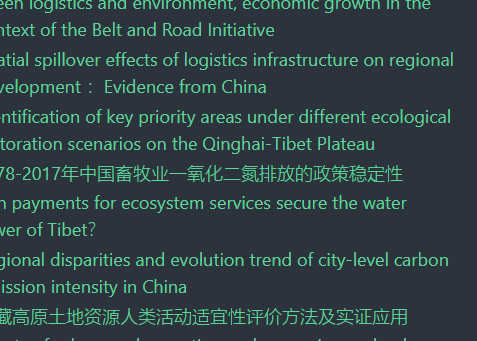 een logistics and environment, economic growth in the
ntext of the Belt and Road Initiative
atial spillover effects of logistics infrastructure on regional
velopment： Evidence from China
entification of key priority areas under different ecological
toration scenarios on the Qinghai-Tibet Plateau
78-2017年中国畜牧业一氧化二氮排放的政策稳定性
n payments for ecosystem services secure the water
wer of Tibet?
gional disparities and evolution trend of city-level carbon
ission intensity in China
藏高原土地资源人类活动适宜性评价方法及实证应用